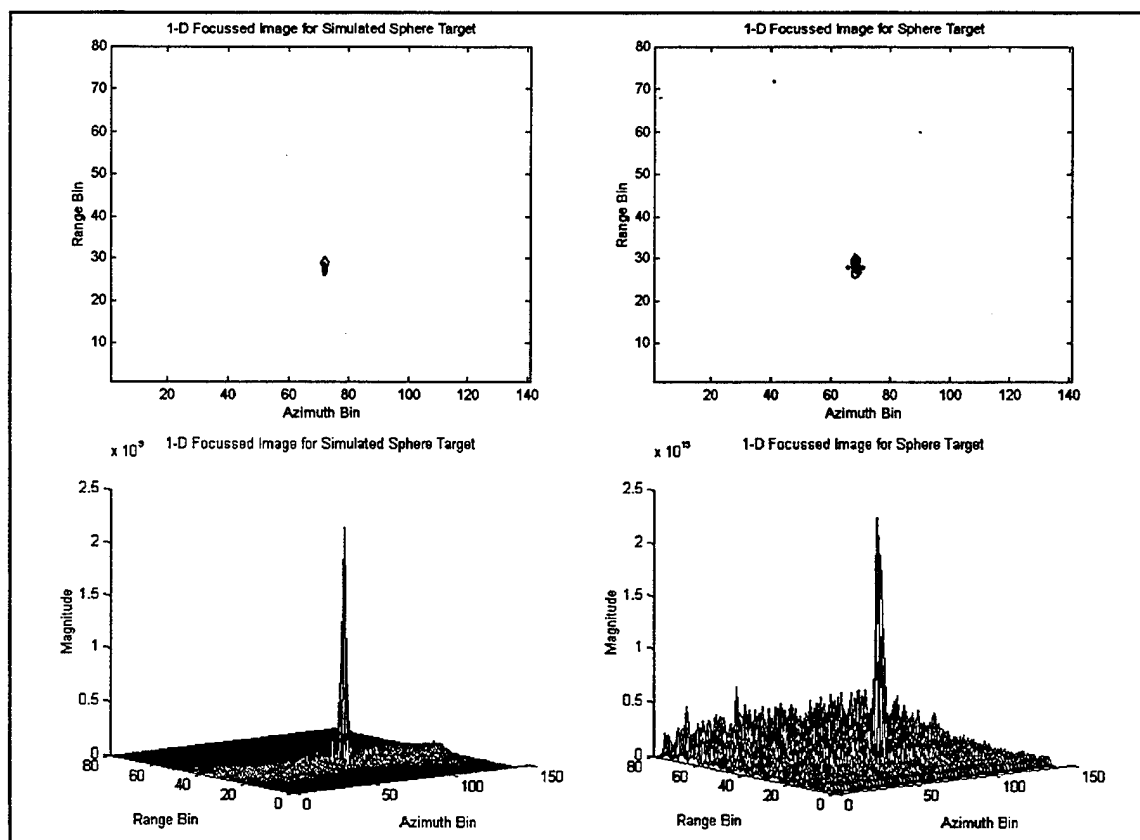 1-D Focussed Image for Simulated Sphere Target
80
70
60
50
40
30
20
10
Range Bin
20 40 60 80 100 120 140
Azimuth Bin
1-D Focussed Image for Sphere Target
80
70
60
50
40
30
20
10
Range Bin
20 40 60 80 100 120 140
Azimuth Bin
x 10⁹ 1-D Focussed Image for Simulated Sphere Target
2.5
2
1.5
1
0.5
0
Magnitude
80 60 40 20 0
Range Bin
0 50 100 150
Azimuth Bin
x 10¹³ 1-D Focussed Image for Sphere Target
2.5
2
1.5
1
0.5
0
Magnitude
80 60 40 20 0
Range Bin
0 50 100 150
Azimuth Bin